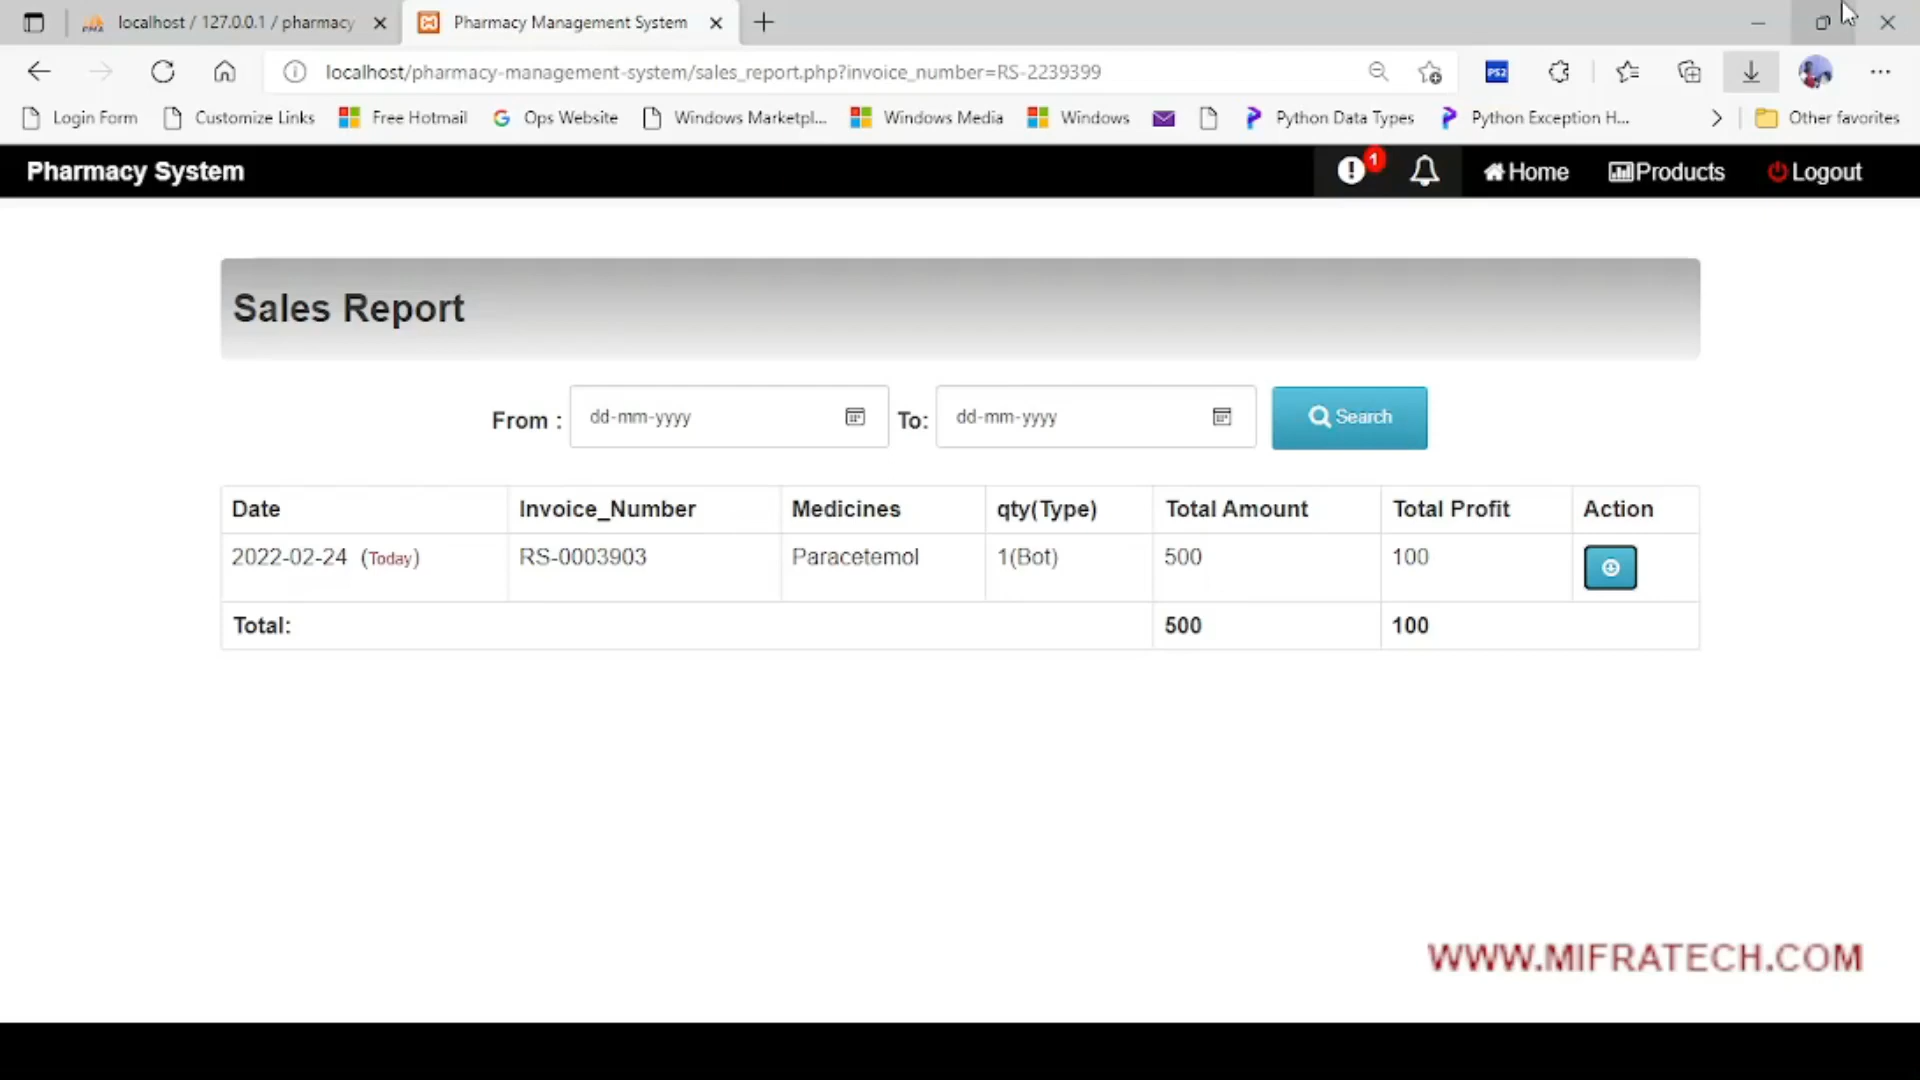 localhost / 127.0.0.1 / pharmacy
Pharmacy Management System
localhost/pharmacy-management-system/sales_report.php?invoice_number=RS-2239399
PS2
Login Form Customize Links Free Hotmail Ops Website Windows Marketpl... Windows Media Windows Python Data Types Python Exception H... Other favorites
Pharmacy System 1 Home Products Logout
Sales Report
From : dd-mm-yyyy To: dd-mm-yyyy Search
Date Invoice_Number Medicines qty(Type) Total Amount Total Profit Action
2022-02-24 (Today) RS-0003903 Paracetemol 1(Bot) 500 100
Total: 500 100
WWW.MIFRATECH.COM